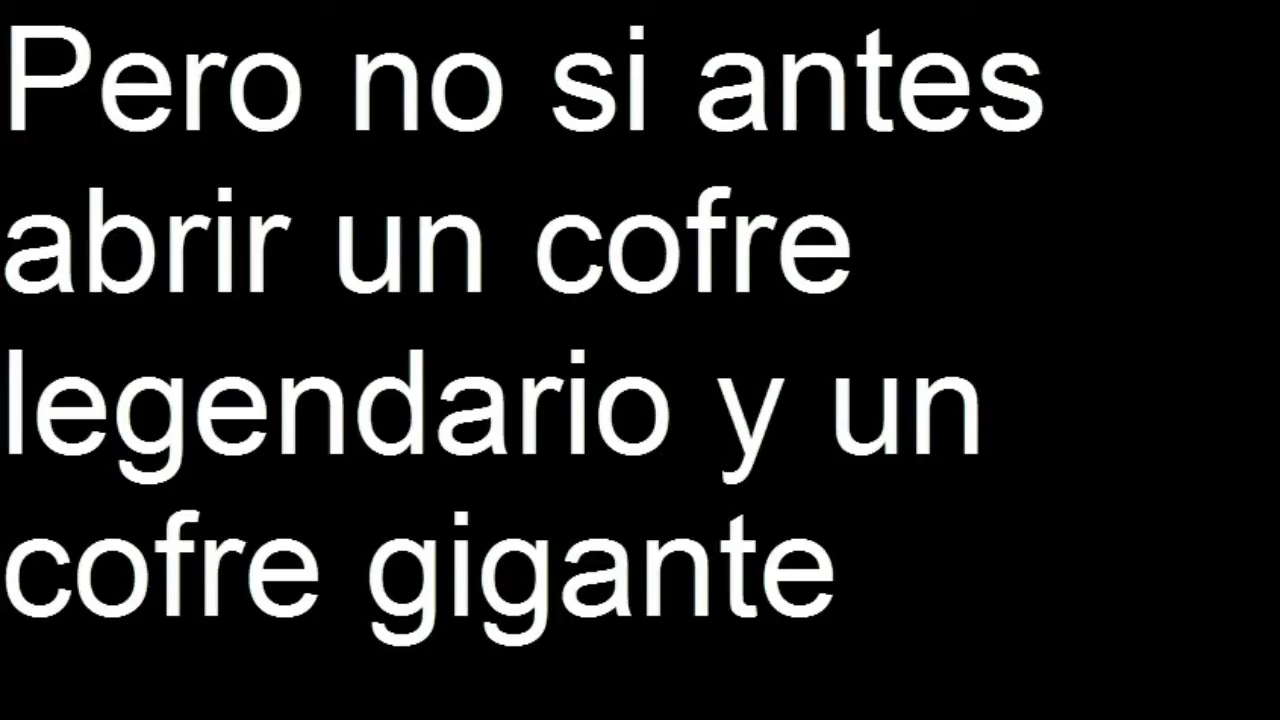 Pero no si antes
abrir un cofre
legendario y un
cofre gigante